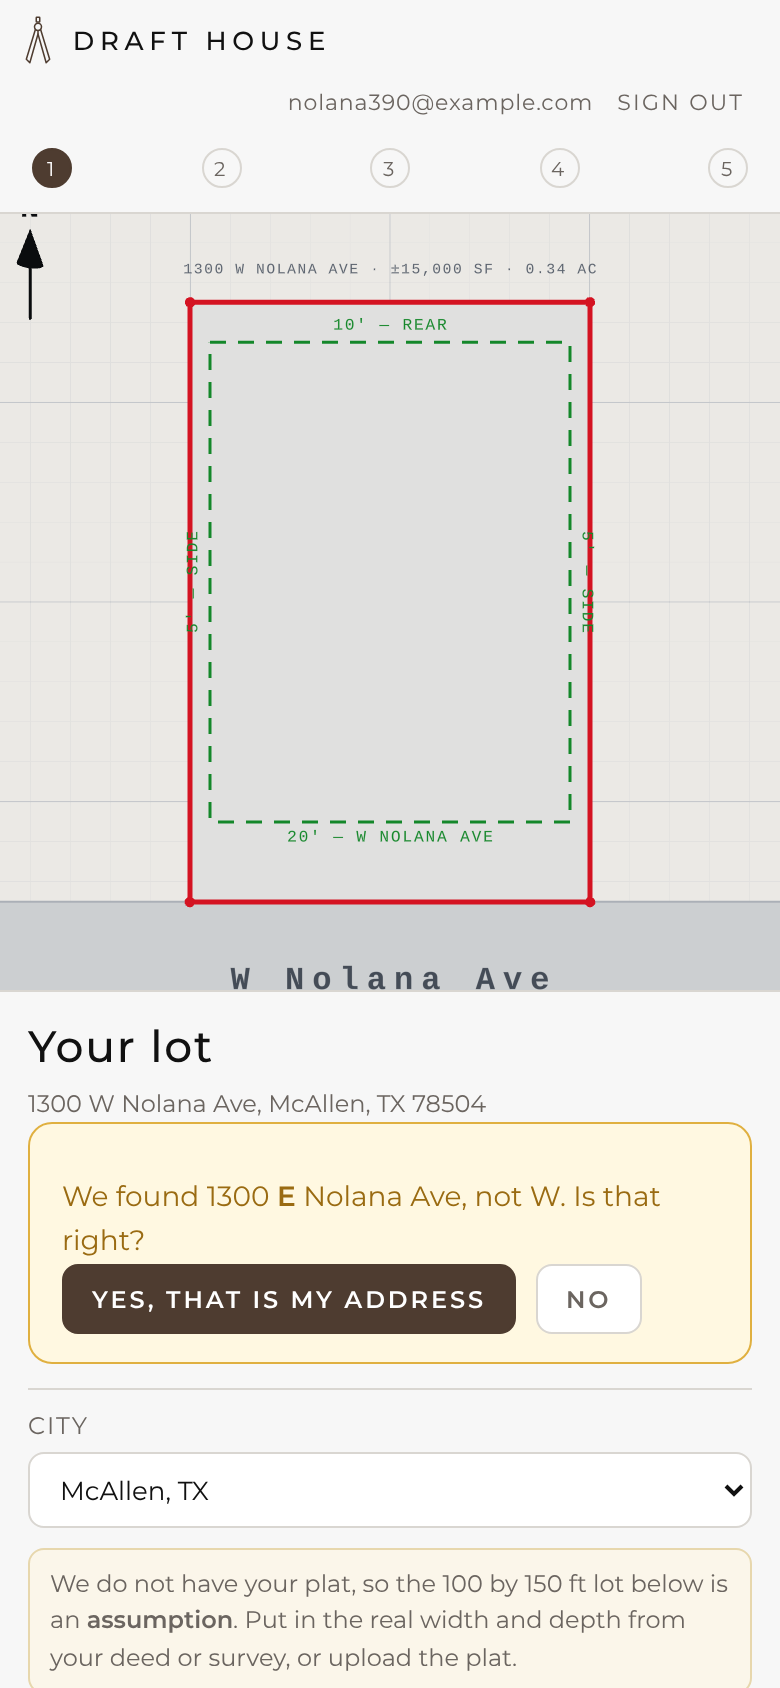 DRAFT HOUSE
nolana390@example.com SIGN OUT
1 2 3 4 5
N
1300 W NOLANA AVE · ±15,000 SF · 0.34 AC
10' — REAR
5' — SIDE
5' — SIDE
20' — W NOLANA AVE
W Nolana Ave
Your lot
1300 W Nolana Ave, McAllen, TX 78504
We found 1300 E Nolana Ave, not W. Is that
right?
YES, THAT IS MY ADDRESS NO
CITY
McAllen, TX
We do not have your plat, so the 100 by 150 ft lot below is
an assumption. Put in the real width and depth from
your deed or survey, or upload the plat.